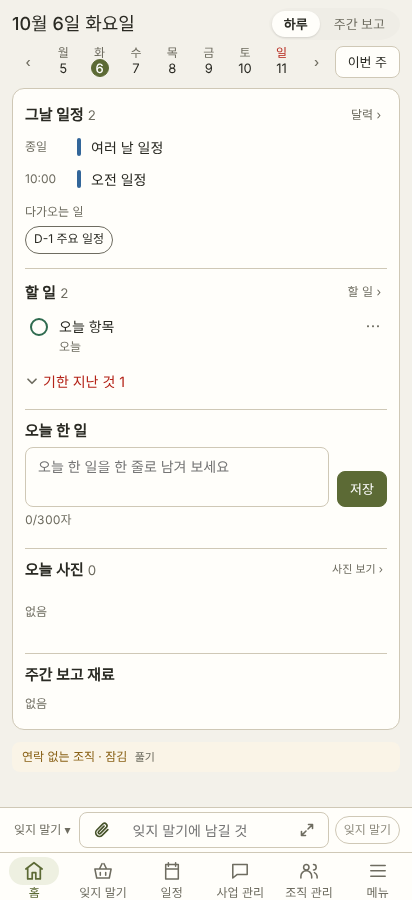 10월 6일 화요일
하루
주간 보고
‹
월
화
수
목
금
토
일
5
6
7
8
9
10
11
›
이번 주
그날 일정 2
달력 ›
종일
여러 날 일정
10:00
오전 일정
다가오는 일
D-1 주요 일정
할 일 2
할 일 ›
오늘 항목
...
오늘
기한 지난 것 1
오늘 한 일
오늘 한 일을 한 줄로 남겨 보세요
저장
0/300자
오늘 사진 0
사진 보기 ›
없음
주간 보고 재료
없음
연락 없는 조직 · 잠김 풀기
잊지 말기 ▾
잊지 말기에 남길 것
잊지 말기
홈
잊지 말기
일정
사업 관리
조직 관리
메뉴